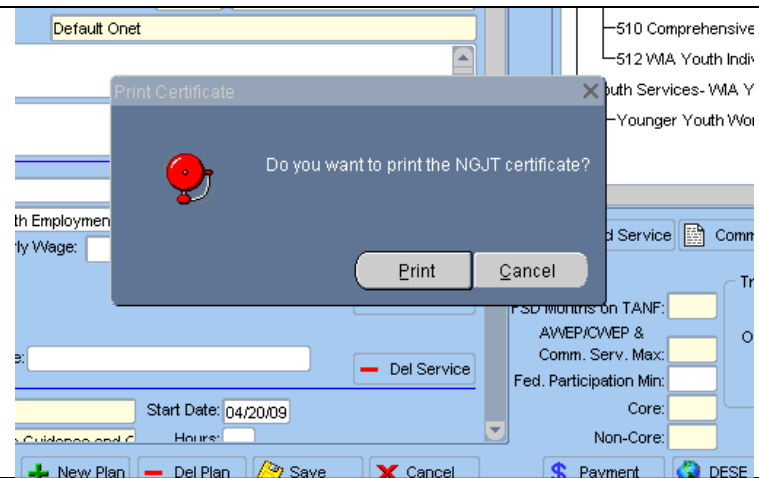 Default Onet
510 Comprehensive
512 WIA Youth Indiv
Print Certificate
uth Services- WIA Y
Younger Youth Wor
Do you want to print the NGJT certificate?
th Employmen
rly Wage:
d Service
Comm
Print
Cancel
Tr
FSD Months on TANF:
AWEP/CWEP &
Comm. Serv. Max:
e:
Del Service
Fed. Participation Min:
Start Date: 04/20/09
Core:
Hours:
Non-Core:
New Plan
Del Plan
Save
Cancel
Payment
DESE